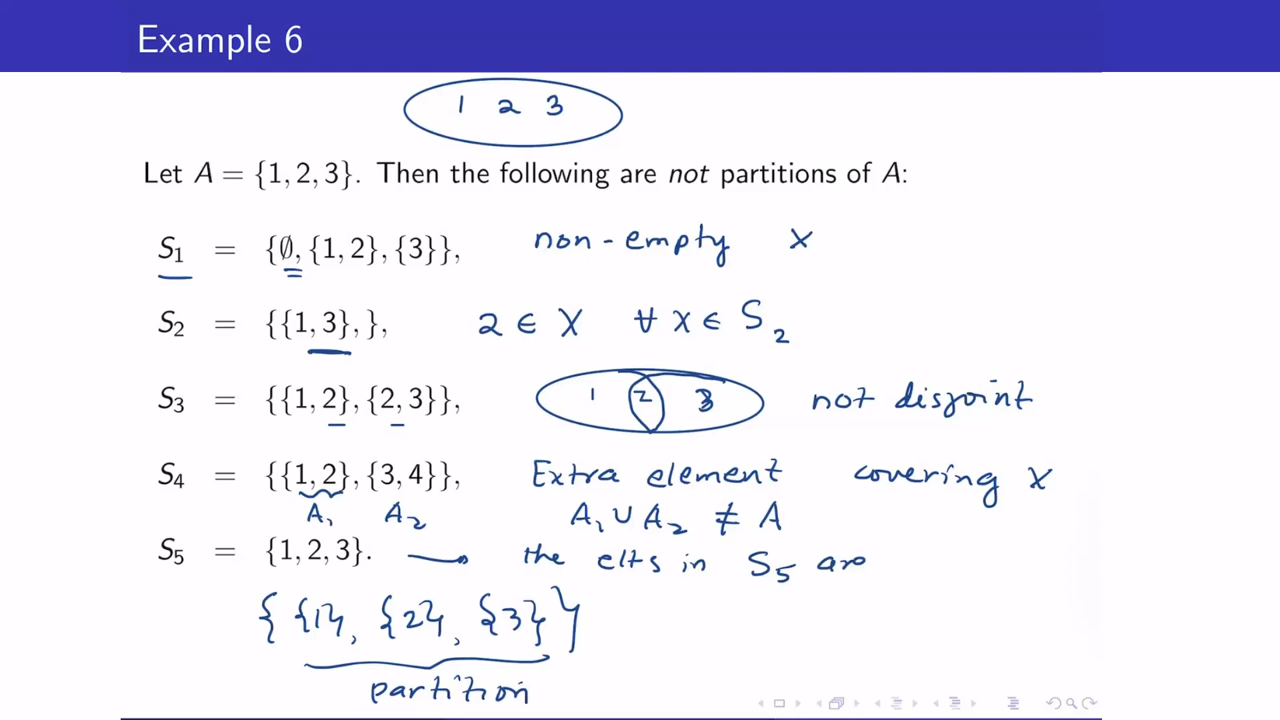 Example 6
1 2 3
Let A = {1, 2, 3}. Then the following are not partitions of A:
S₁ = {∅, {1, 2}, {3}}, non-empty ×
S₂ = {{1, 3}, }, 2 ∈ X ∀ x ∈ S₂
S₃ = {{1, 2}, {2, 3}}, 1 2 3 not disjoint
S₄ = {{1, 2}, {3, 4}}, Extra element covering ×
A₁ A₂ A₁ ∪ A₂ ≠ A
S₅ = {1, 2, 3}. → the elts in S₅ are
{ {1}, {2}, {3} }
partition